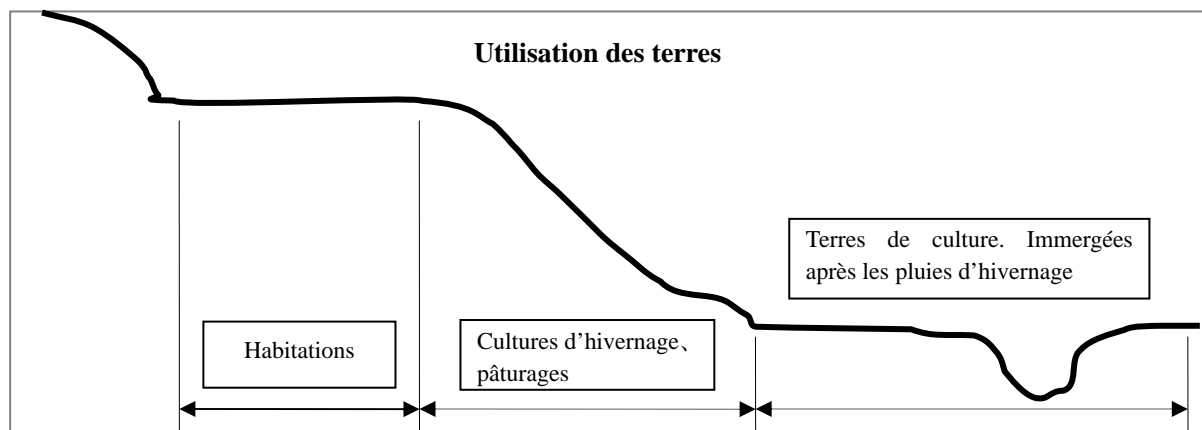 Utilisation des terres
Terres de culture. Immergées
après les pluies d’hivernage
Habitations
Cultures d’hivernage、
pâturages